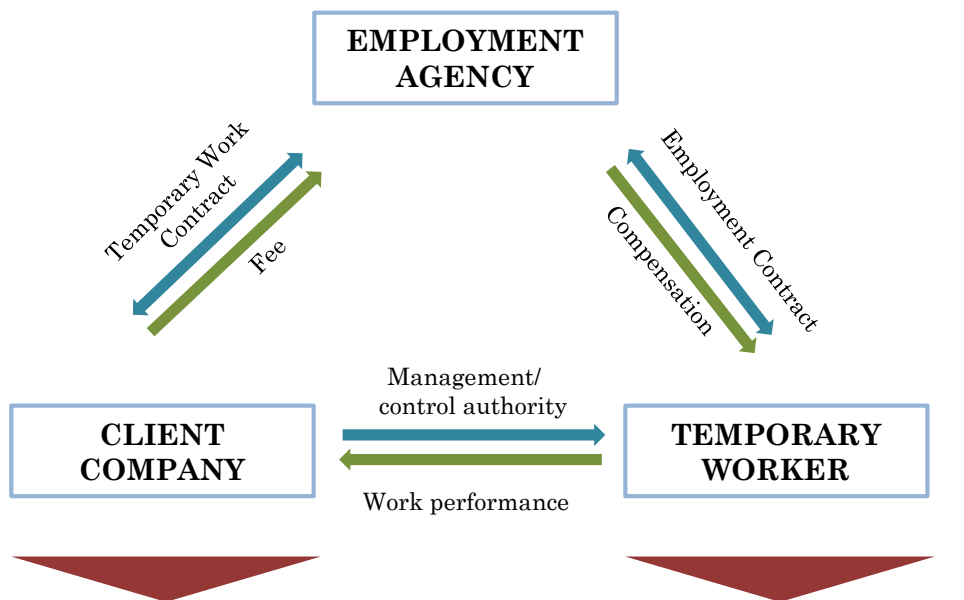 EMPLOYMENT
AGENCY
Temporary Work
Contract
Fee
Employment Contract
Compensation
Management/
control authority
CLIENT
COMPANY
TEMPORARY
WORKER
Work performance